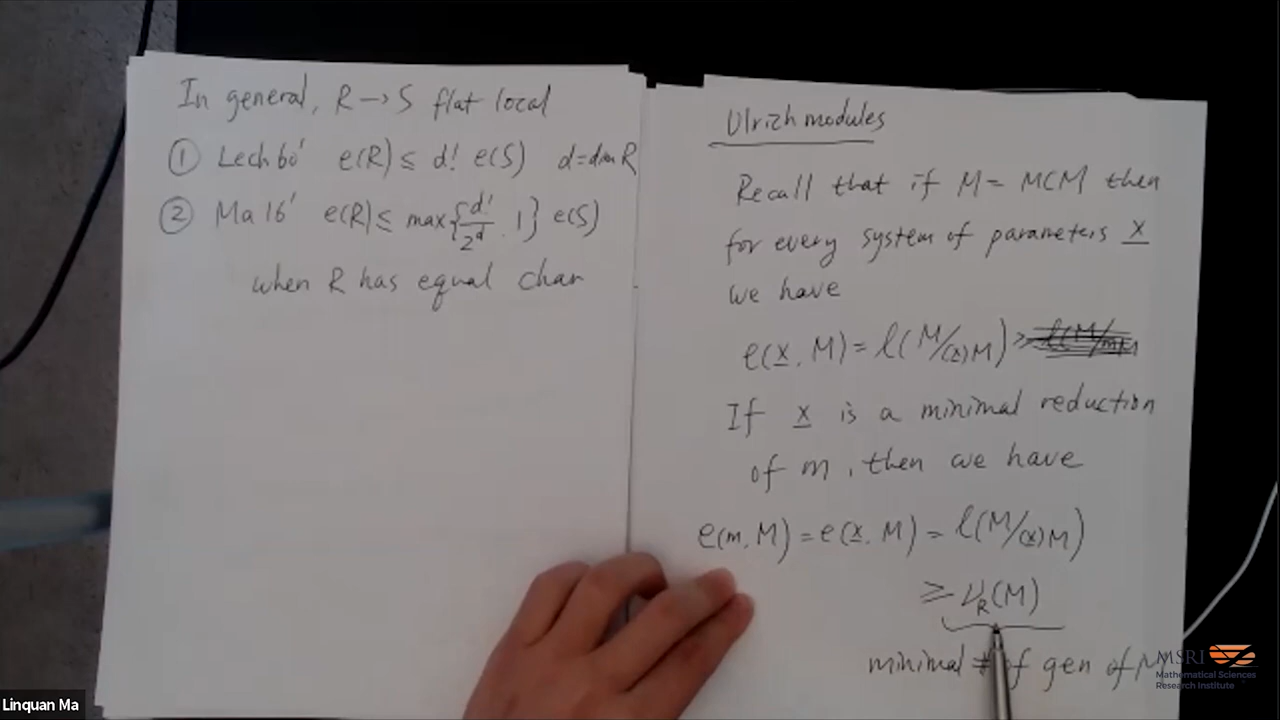 In general, R → S flat local
① Lech 60' e(R) ≤ d! e(S) d = dim R
② Ma 16' e(R) ≤ max{d!/2^d, 1} e(S)
when R has equal char
Ulrich modules
Recall that if M = MCM then
for every system of parameters x
we have
e(x, M) = l(M/(x)M) ≥
If x is a minimal reduction
of m, then we have
e(m, M) = e(x, M) = l(M/(x)M)
≥ ν_R(M)
minimal # of gen of M
MSRI
Mathematical Sciences
Research Institute
Linquan Ma